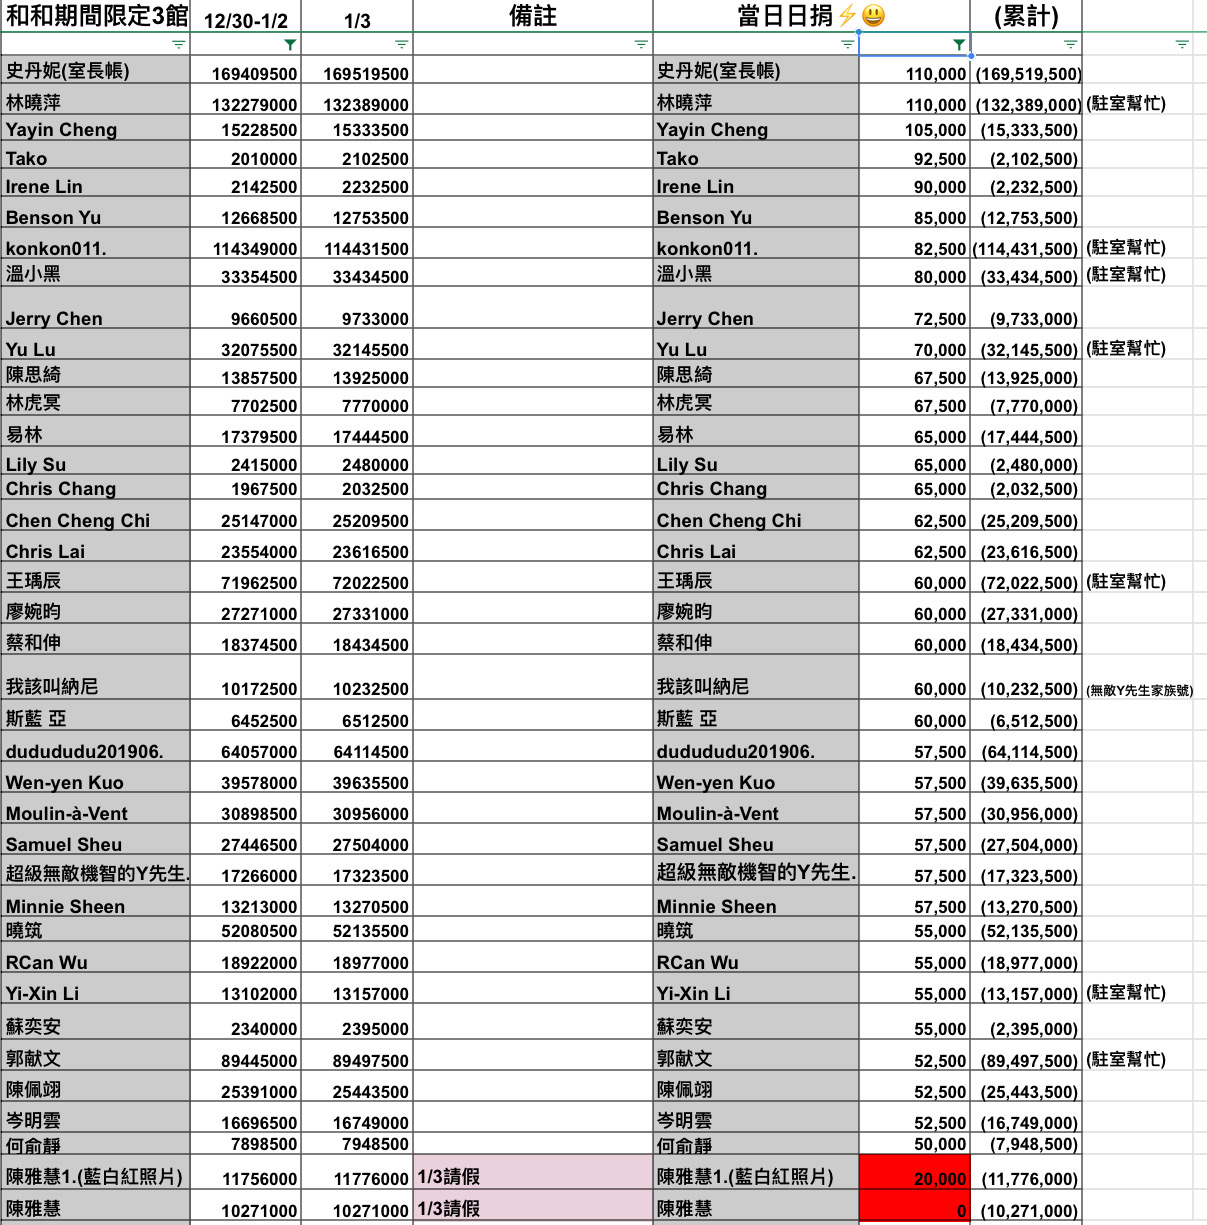 和和期間限定3館 12/30-1/2 1/3 備註 當日日捐⚡😃 (累計)
史丹妮(室長帳) 169409500 169519500 史丹妮(室長帳) 110,000 (169,519,500)
林曉萍 132279000 132389000 林曉萍 110,000 (132,389,000) (駐室幫忙)
Yayin Cheng 15228500 15333500 Yayin Cheng 105,000 (15,333,500)
Tako 2010000 2102500 Tako 92,500 (2,102,500)
Irene Lin 2142500 2232500 Irene Lin 90,000 (2,232,500)
Benson Yu 12668500 12753500 Benson Yu 85,000 (12,753,500)
konkon011. 114349000 114431500 konkon011. 82,500 (114,431,500) (駐室幫忙)
溫小黑 33354500 33434500 溫小黑 80,000 (33,434,500) (駐室幫忙)
Jerry Chen 9660500 9733000 Jerry Chen 72,500 (9,733,000)
Yu Lu 32075500 32145500 Yu Lu 70,000 (32,145,500) (駐室幫忙)
陳思綺 13857500 13925000 陳思綺 67,500 (13,925,000)
林虎冥 7702500 7770000 林虎冥 67,500 (7,770,000)
易林 17379500 17444500 易林 65,000 (17,444,500)
Lily Su 2415000 2480000 Lily Su 65,000 (2,480,000)
Chris Chang 1967500 2032500 Chris Chang 65,000 (2,032,500)
Chen Cheng Chi 25147000 25209500 Chen Cheng Chi 62,500 (25,209,500)
Chris Lai 23554000 23616500 Chris Lai 62,500 (23,616,500)
王瑀辰 71962500 72022500 王瑀辰 60,000 (72,022,500) (駐室幫忙)
廖婉昀 27271000 27331000 廖婉昀 60,000 (27,331,000)
蔡和伸 18374500 18434500 蔡和伸 60,000 (18,434,500)
我該叫納尼 10172500 10232500 我該叫納尼 60,000 (10,232,500) (無敵Y先生家族號)
斯藍 亞 6452500 6512500 斯藍 亞 60,000 (6,512,500)
dudududu201906. 64057000 64114500 dudududu201906. 57,500 (64,114,500)
Wen-yen Kuo 39578000 39635500 Wen-yen Kuo 57,500 (39,635,500)
Moulin-à-Vent 30898500 30956000 Moulin-à-Vent 57,500 (30,956,000)
Samuel Sheu 27446500 27504000 Samuel Sheu 57,500 (27,504,000)
超級無敵機智的Y先生. 17266000 17323500 超級無敵機智的Y先生. 57,500 (17,323,500)
Minnie Sheen 13213000 13270500 Minnie Sheen 57,500 (13,270,500)
曉筑 52080500 52135500 曉筑 55,000 (52,135,500)
RCan Wu 18922000 18977000 RCan Wu 55,000 (18,977,000)
Yi-Xin Li 13102000 13157000 Yi-Xin Li 55,000 (13,157,000) (駐室幫忙)
蘇奕安 2340000 2395000 蘇奕安 55,000 (2,395,000)
郭献文 89445000 89497500 郭献文 52,500 (89,497,500) (駐室幫忙)
陳佩翊 25391000 25443500 陳佩翊 52,500 (25,443,500)
岑明雲 16696500 16749000 岑明雲 52,500 (16,749,000)
何俞靜 7898500 7948500 何俞靜 50,000 (7,948,500)
陳雅慧1.(藍白紅照片) 11756000 11776000 1/3請假 陳雅慧1.(藍白紅照片) 20,000 (11,776,000)
陳雅慧 10271000 10271000 1/3請假 陳雅慧 0 (10,271,000)